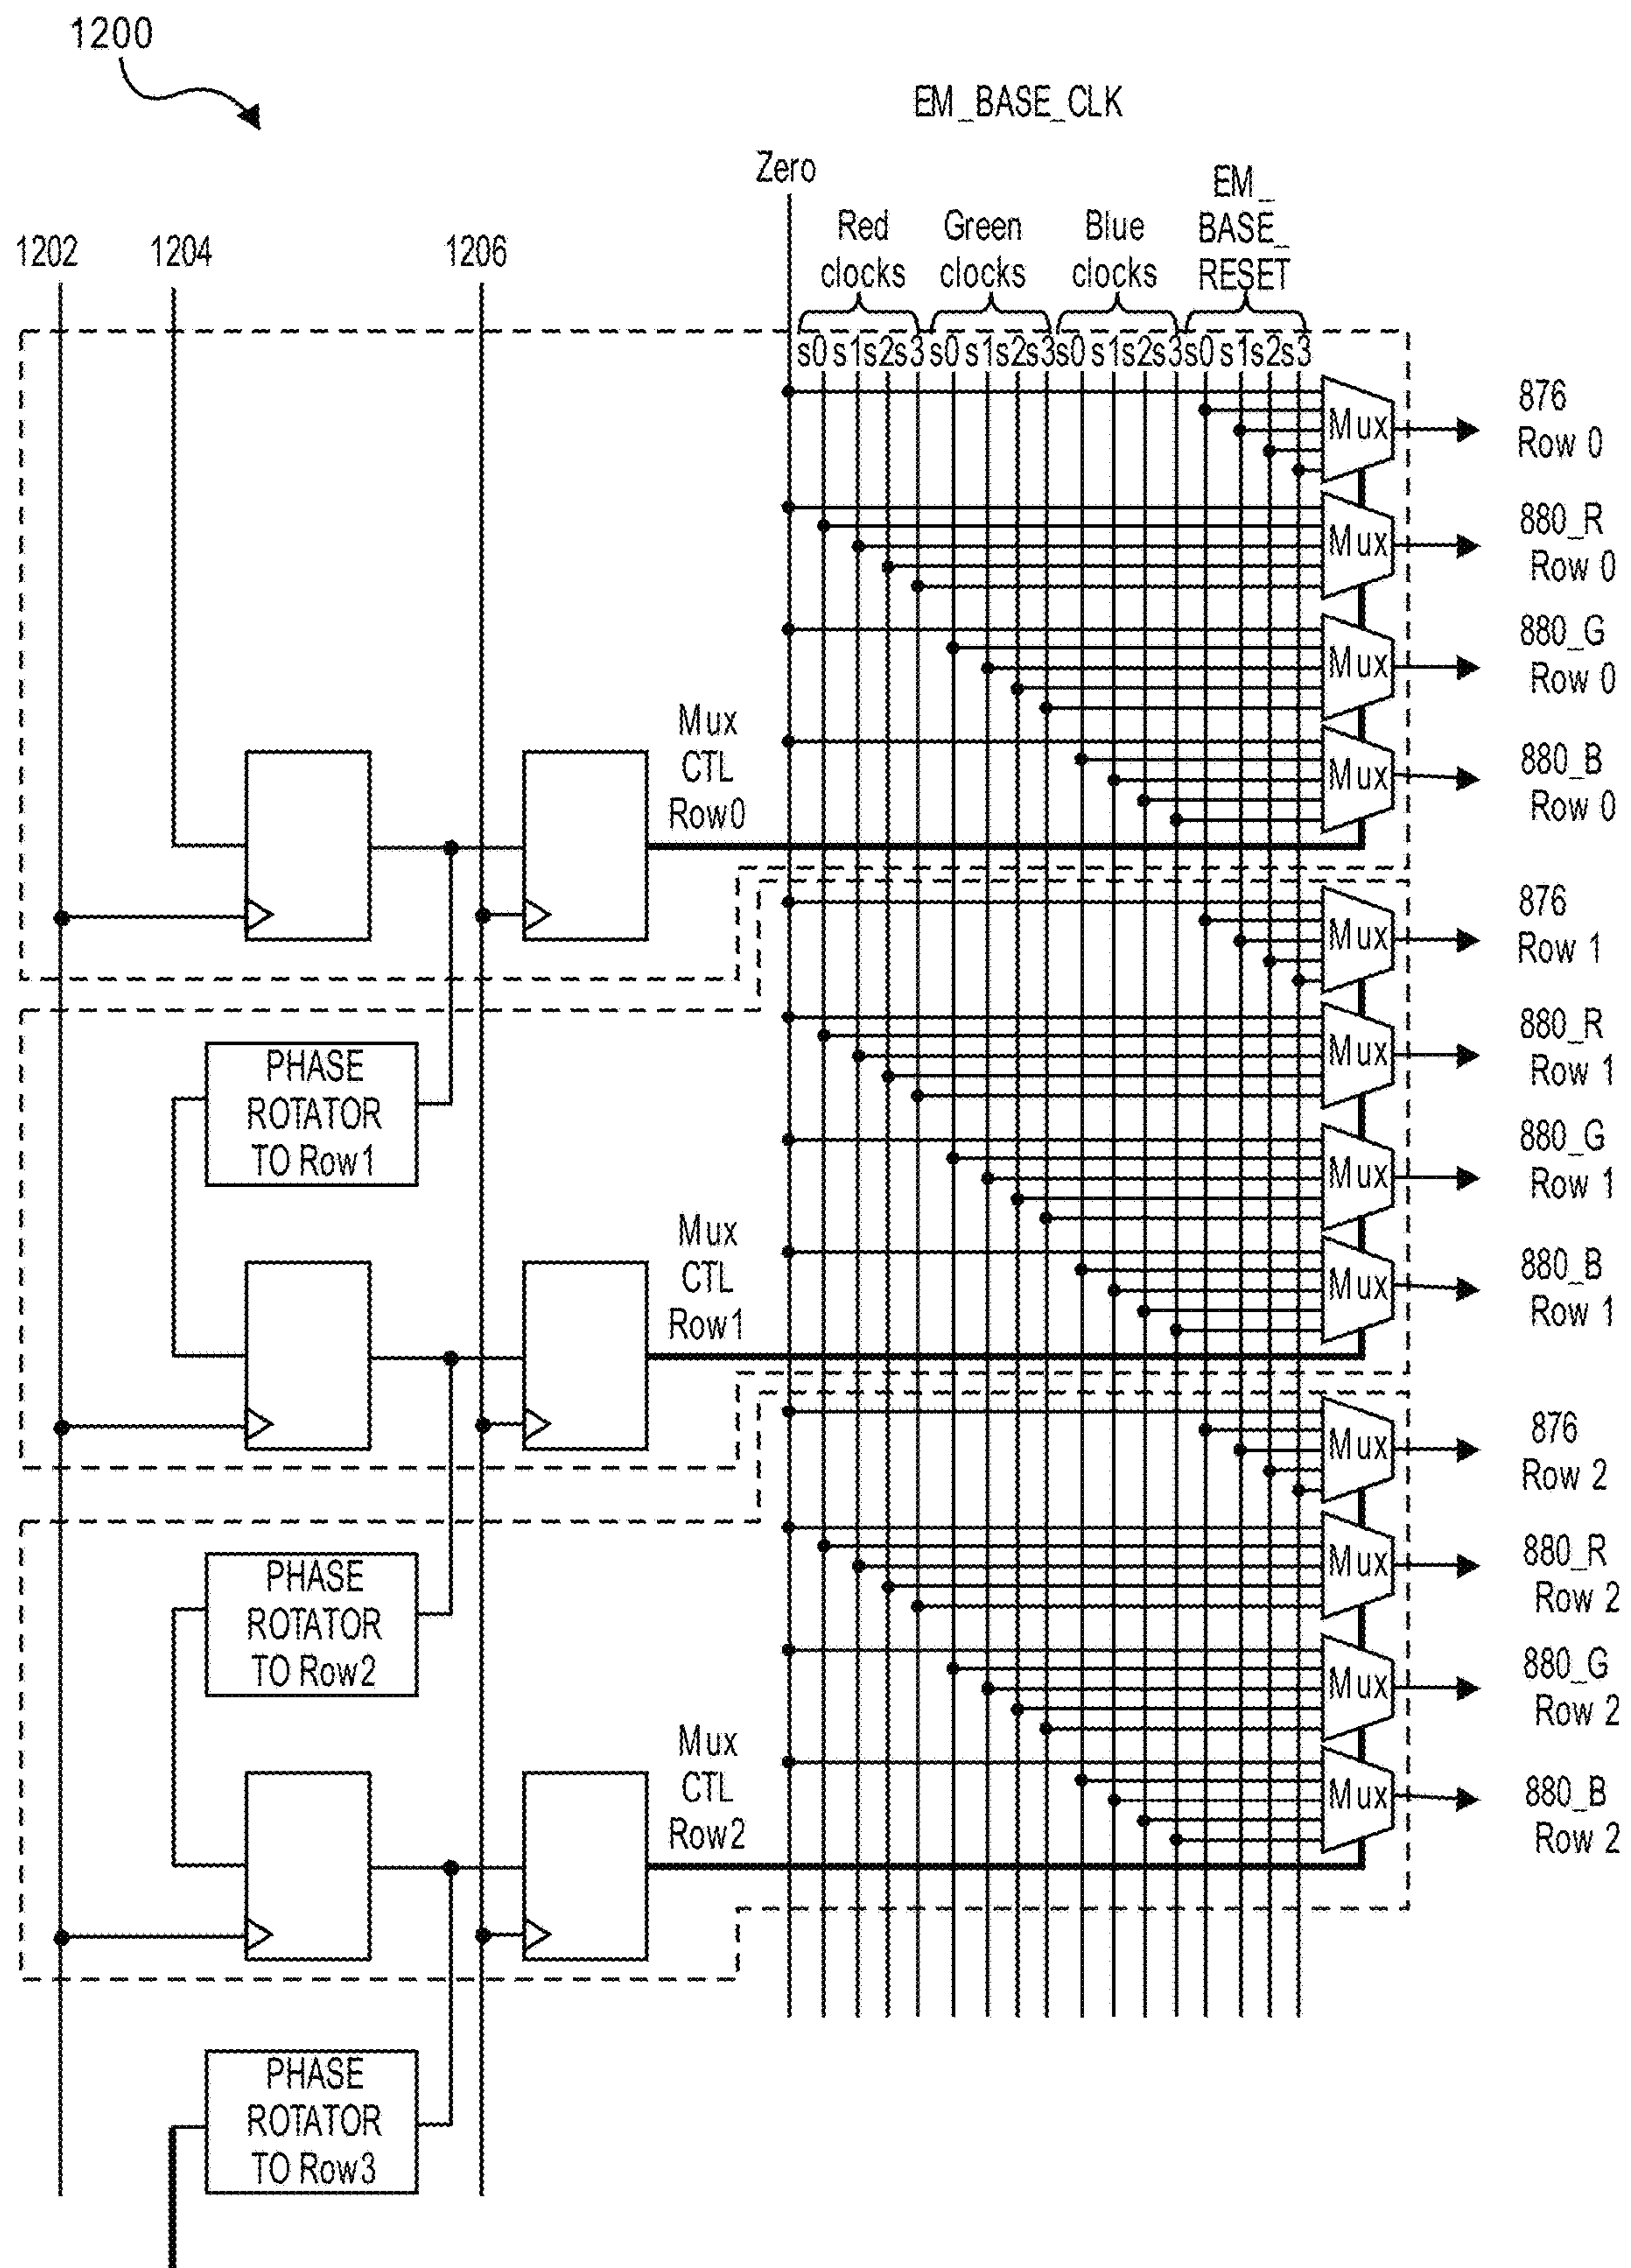 1200
EM_BASE_CLK
Zero
EM_
BASE_
RESET
Red
clocks
Green
clocks
Blue
clocks
1202
1204
1206
s0 s1 s2 s3 s0 s1 s2 s3 s0 s1 s2 s3 s0 s1 s2 s3
Mux
876
Row 0
Mux
880_R
Row 0
Mux
880_G
Row 0
Mux
CTL
Row0
Mux
880_B
Row 0
Mux
876
Row 1
PHASE
ROTATOR
TO Row1
Mux
880_R
Row 1
Mux
880_G
Row 1
Mux
CTL
Row1
Mux
880_B
Row 1
Mux
876
Row 2
PHASE
ROTATOR
TO Row2
Mux
880_R
Row 2
Mux
880_G
Row 2
Mux
CTL
Row2
Mux
880_B
Row 2
PHASE
ROTATOR
TO Row3